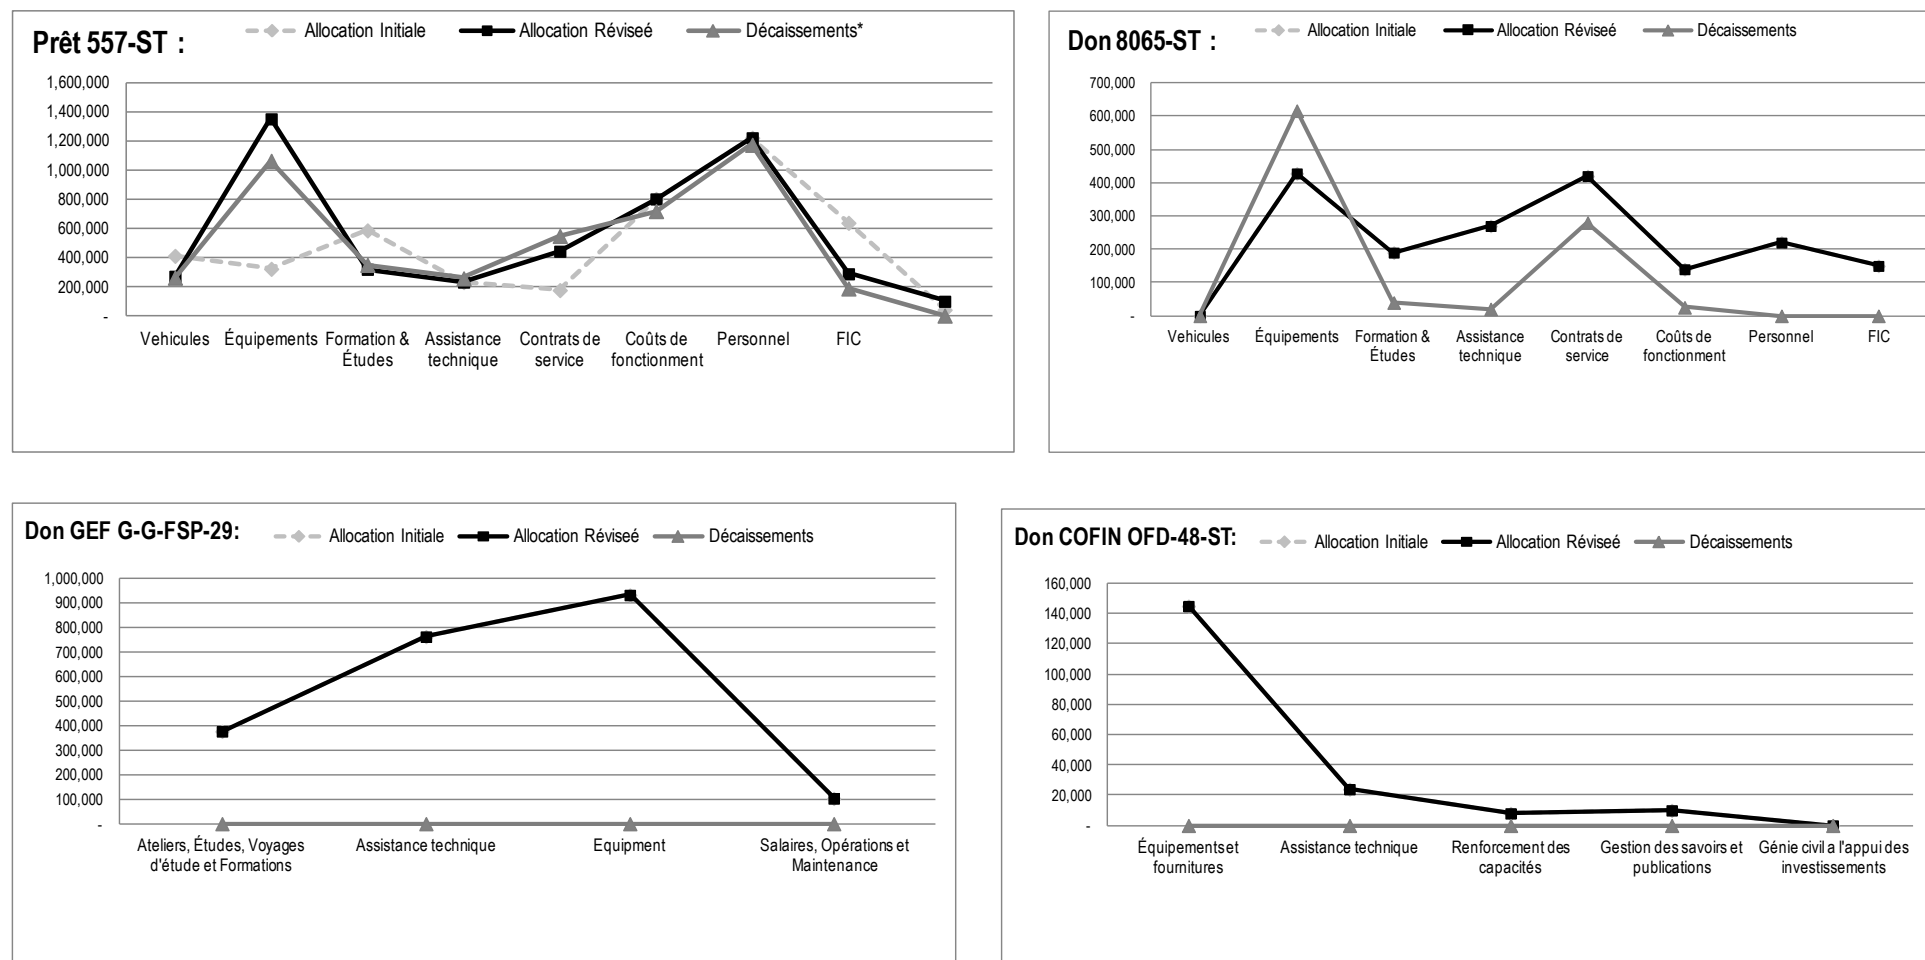 Prêt 557-ST :
Allocation Initiale
Allocation Réviseé
Décaissements*
1,600,000
1,400,000
1,200,000
1,000,000
800,000
600,000
400,000
200,000
-
Vehicules
Équipements
Formation &
Études
Assistance
technique
Contrats de
service
Coûts de
fonctionment
Personnel
FIC
Don 8065-ST :
Allocation Initiale
Allocation Réviseé
Décaissements
700,000
600,000
500,000
400,000
300,000
200,000
100,000
-
Vehicules
Équipements
Formation &
Études
Assistance
technique
Contrats de
service
Coûts de
fonctionment
Personnel
FIC
Don GEF G-G-FSP-29:
Allocation Initiale
Allocation Réviseé
Décaissements
1,000,000
900,000
800,000
700,000
600,000
500,000
400,000
300,000
200,000
100,000
-
Ateliers, Études, Voyages
d'étude et Formations
Assistance technique
Equipment
Salaires, Opérations et
Maintenance
Don COFIN OFD-48-ST:
Allocation Initiale
Allocation Réviseé
Décaissements
160,000
140,000
120,000
100,000
80,000
60,000
40,000
20,000
-
Équipements et
fournitures
Assistance technique
Renforcement des
capacités
Gestion des savoirs et
publications
Génie civil a l'appui des
investissements